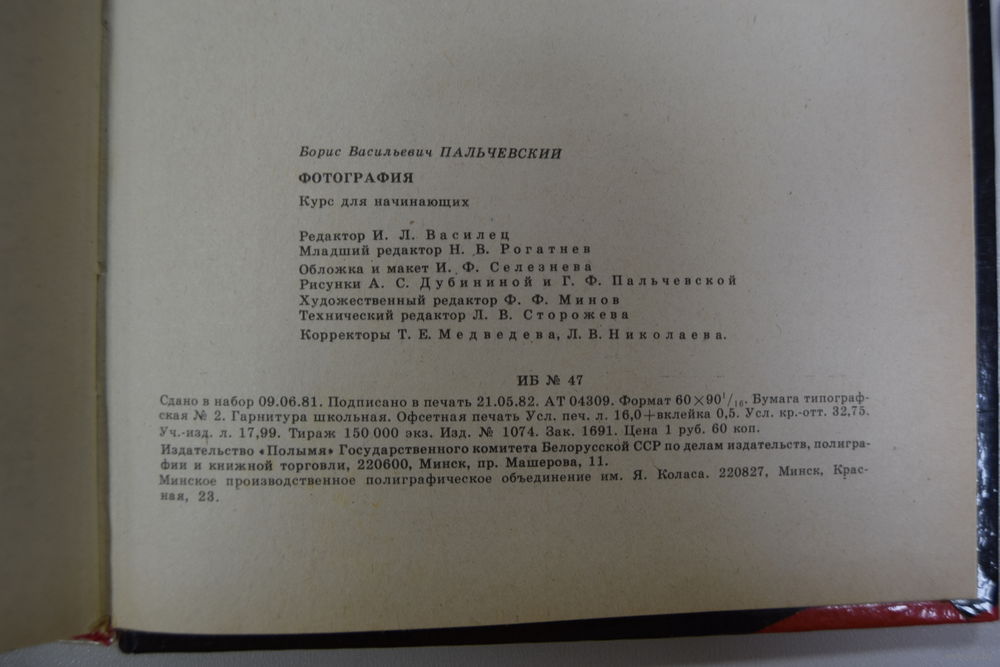 Борис Васильевич ПАЛЬЧЕВСКИЙ
ФОТОГРАФИЯ
Курс для начинающих
Редактор И. Л. Василец
Младший редактор Н. В. Рогатнев
Обложка и макет И. Ф. Селезнева
Рисунки А. С. Дубининой и Г. Ф. Пальчевской
Художественный редактор Ф. Ф. Минов
Технический редактор Л. В. Сторожева
Корректоры Т. Е. Медведева, Л. В. Николаева.
ИБ № 47
Сдано в набор 09.06.81. Подписано в печать 21.05.82. АТ 04309. Формат 60×90¹/₁₆. Бумага типограф-
ская № 2. Гарнитура школьная. Офсетная печать Усл. печ. л. 16,0+вклейка 0,5. Усл. кр.-отт. 32,75.
Уч.-изд. л. 17,99. Тираж 150 000 экз. Изд. № 1074. Зак. 1691. Цена 1 руб. 60 коп.
Издательство «Полымя» Государственного комитета Белорусской ССР по делам издательств, полигра-
фии и книжной торговли, 220600, Минск, пр. Машерова, 11.
Минское производственное полиграфическое объединение им. Я. Коласа. 220827, Минск, Крас-
ная, 23.